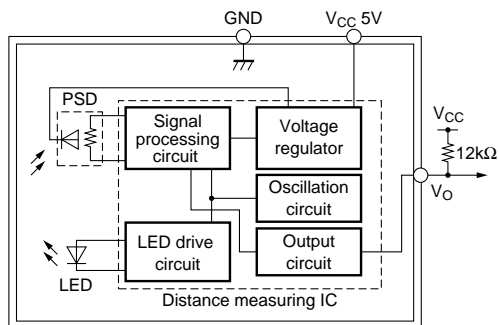 GND
VCC 5V
PSD
Signal
processing
circuit
Voltage
regulator
VCC
12kΩ
VO
Oscillation
circuit
LED drive
circuit
Output
circuit
LED
Distance measuring IC